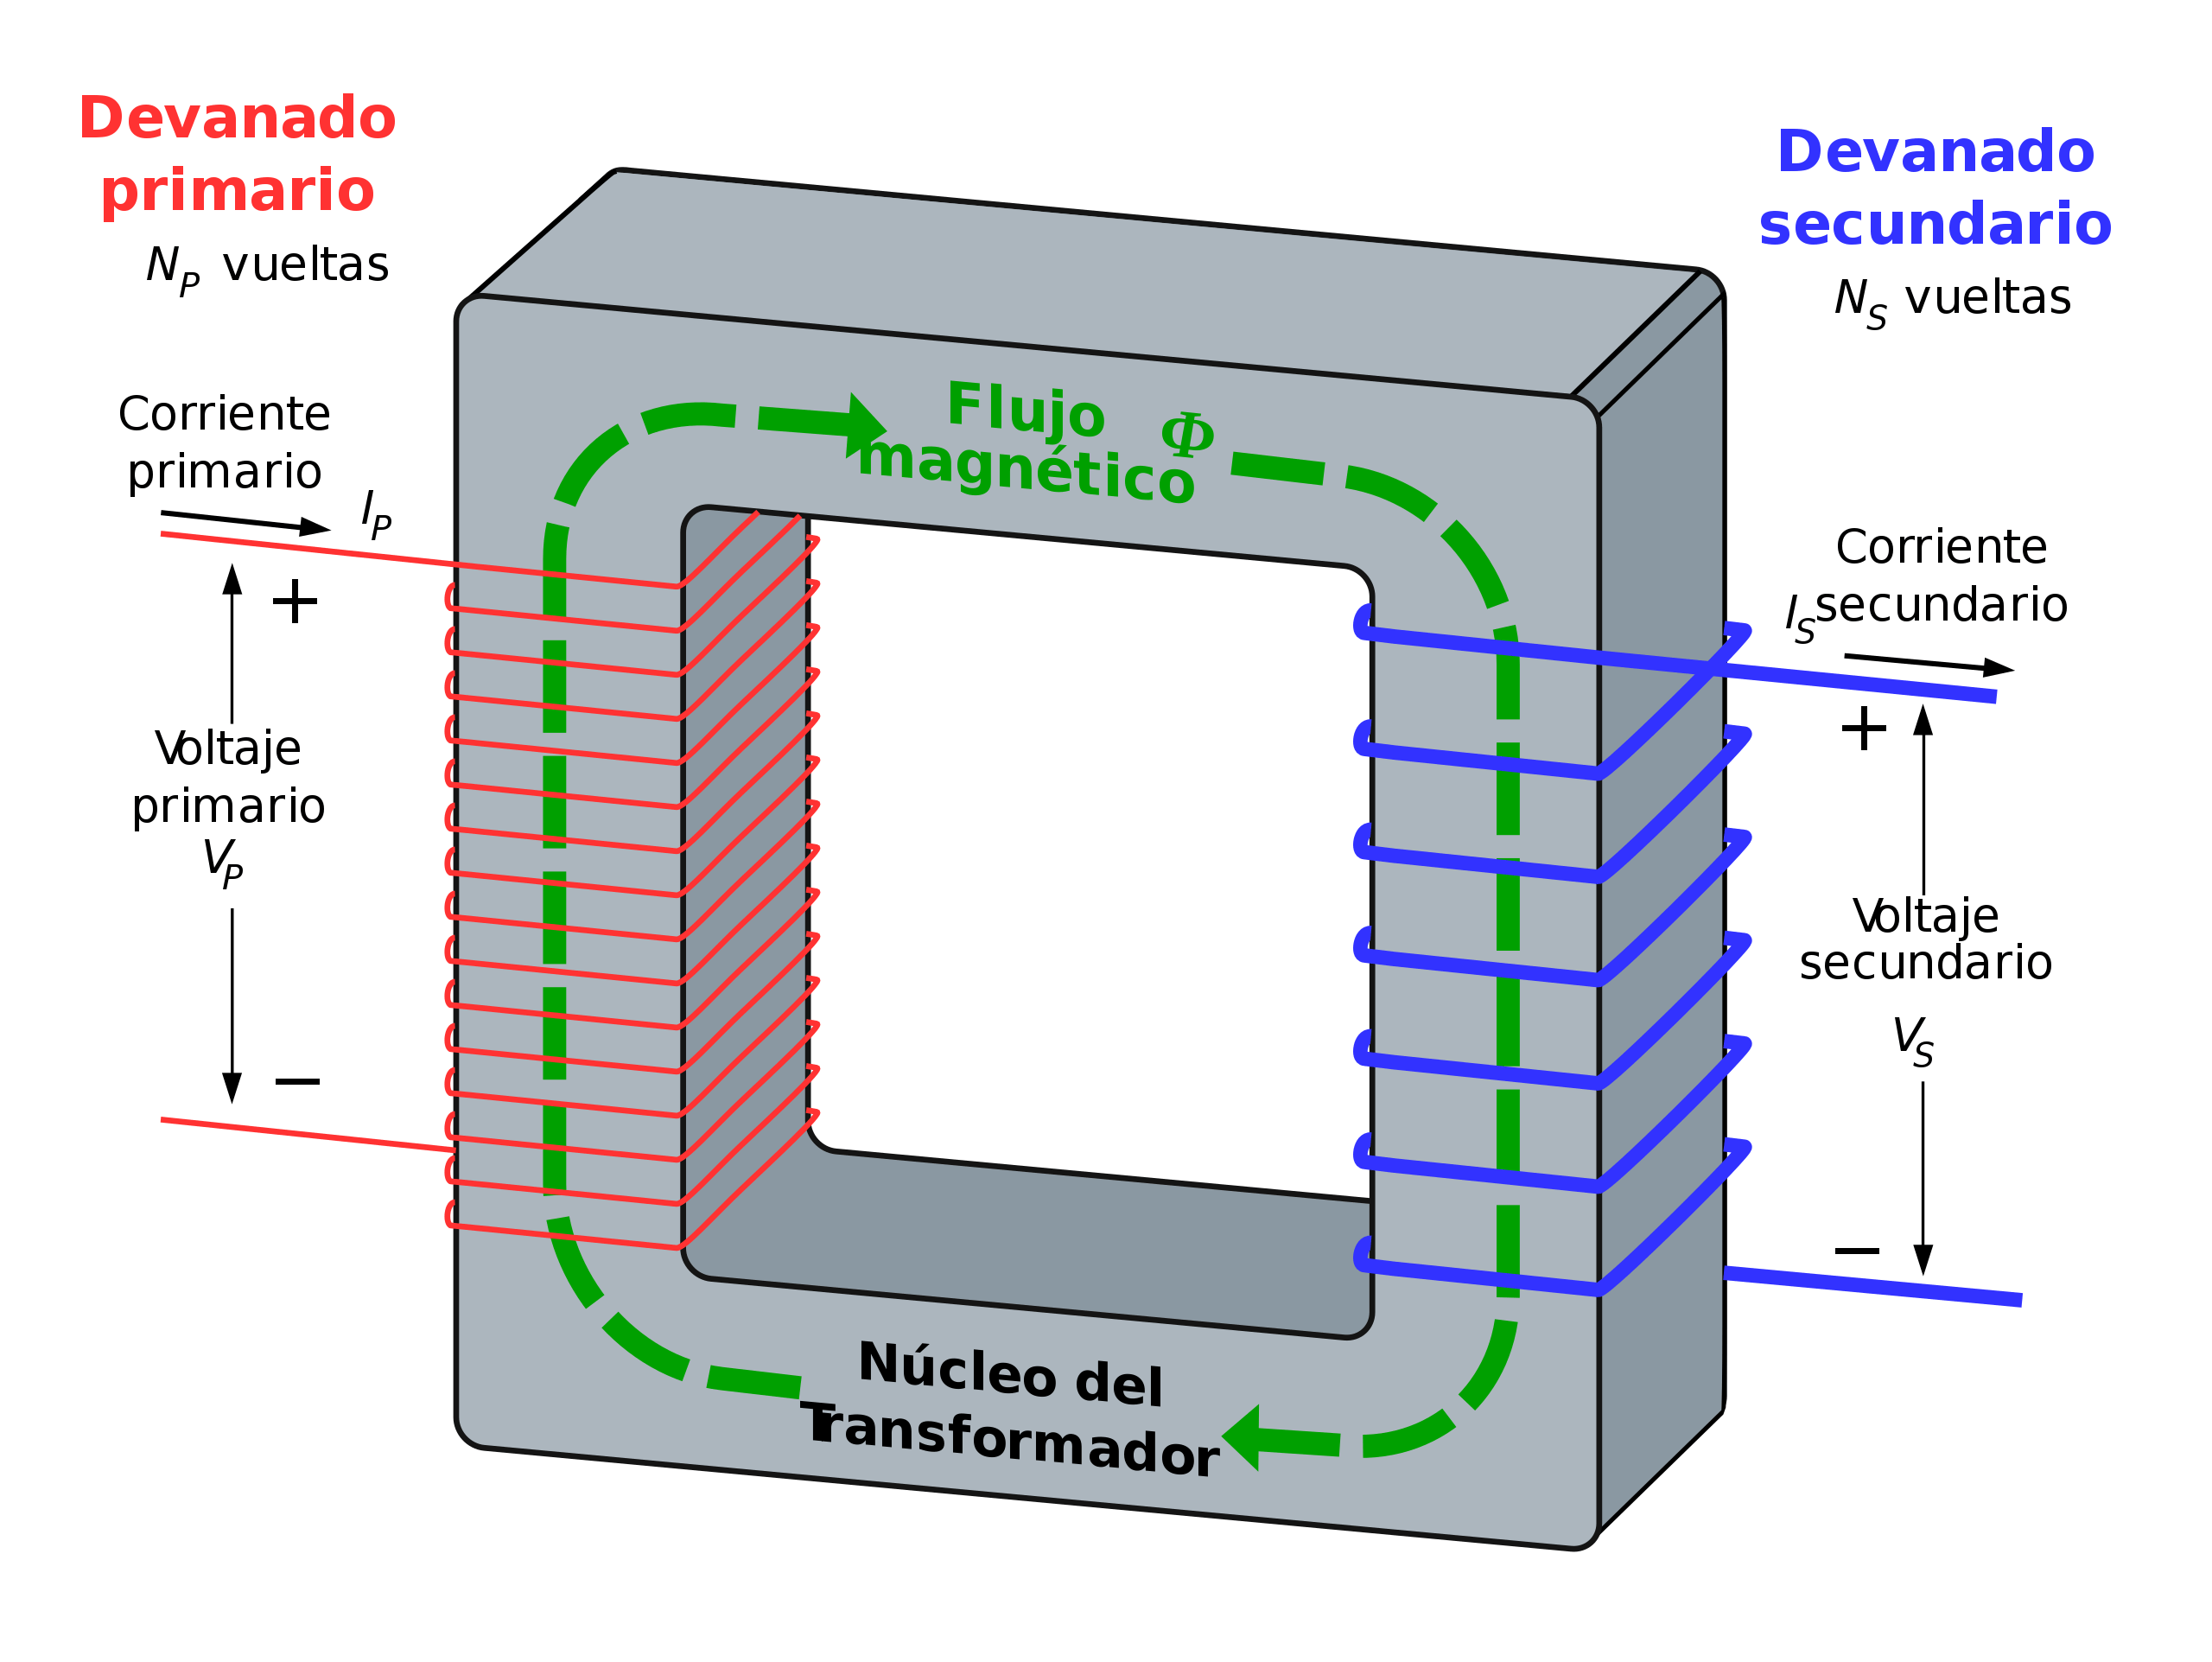 Devanado
primario
N_P vueltas
Corriente
primario
I_P
+
Voltaje
primario
V_P
−
Flujo
magnético Φ
Núcleo del
Transformador
Devanado
secundario
N_S vueltas
Corriente
secundario
I_S
+
Voltaje
secundario
V_S
−